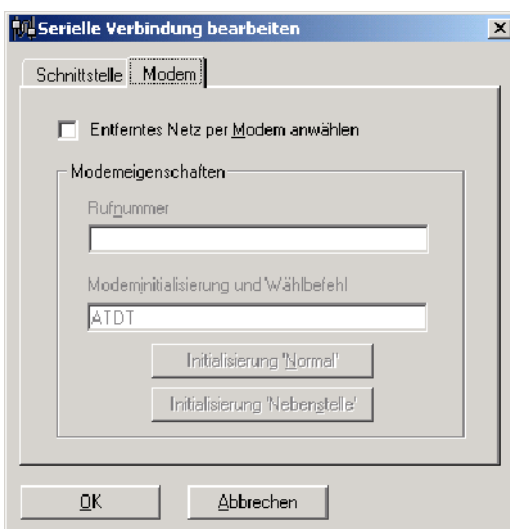 Serielle Verbindung bearbeiten
Schnittstelle Modem
Entferntes Netz per Modem anwählen
Modemeigenschaften
Rufnummer
Modeminitialisierung und Wählbefehl
ATDT
Initialisierung 'Normal'
Initialisierung 'Nebenstelle'
OK Abbrechen